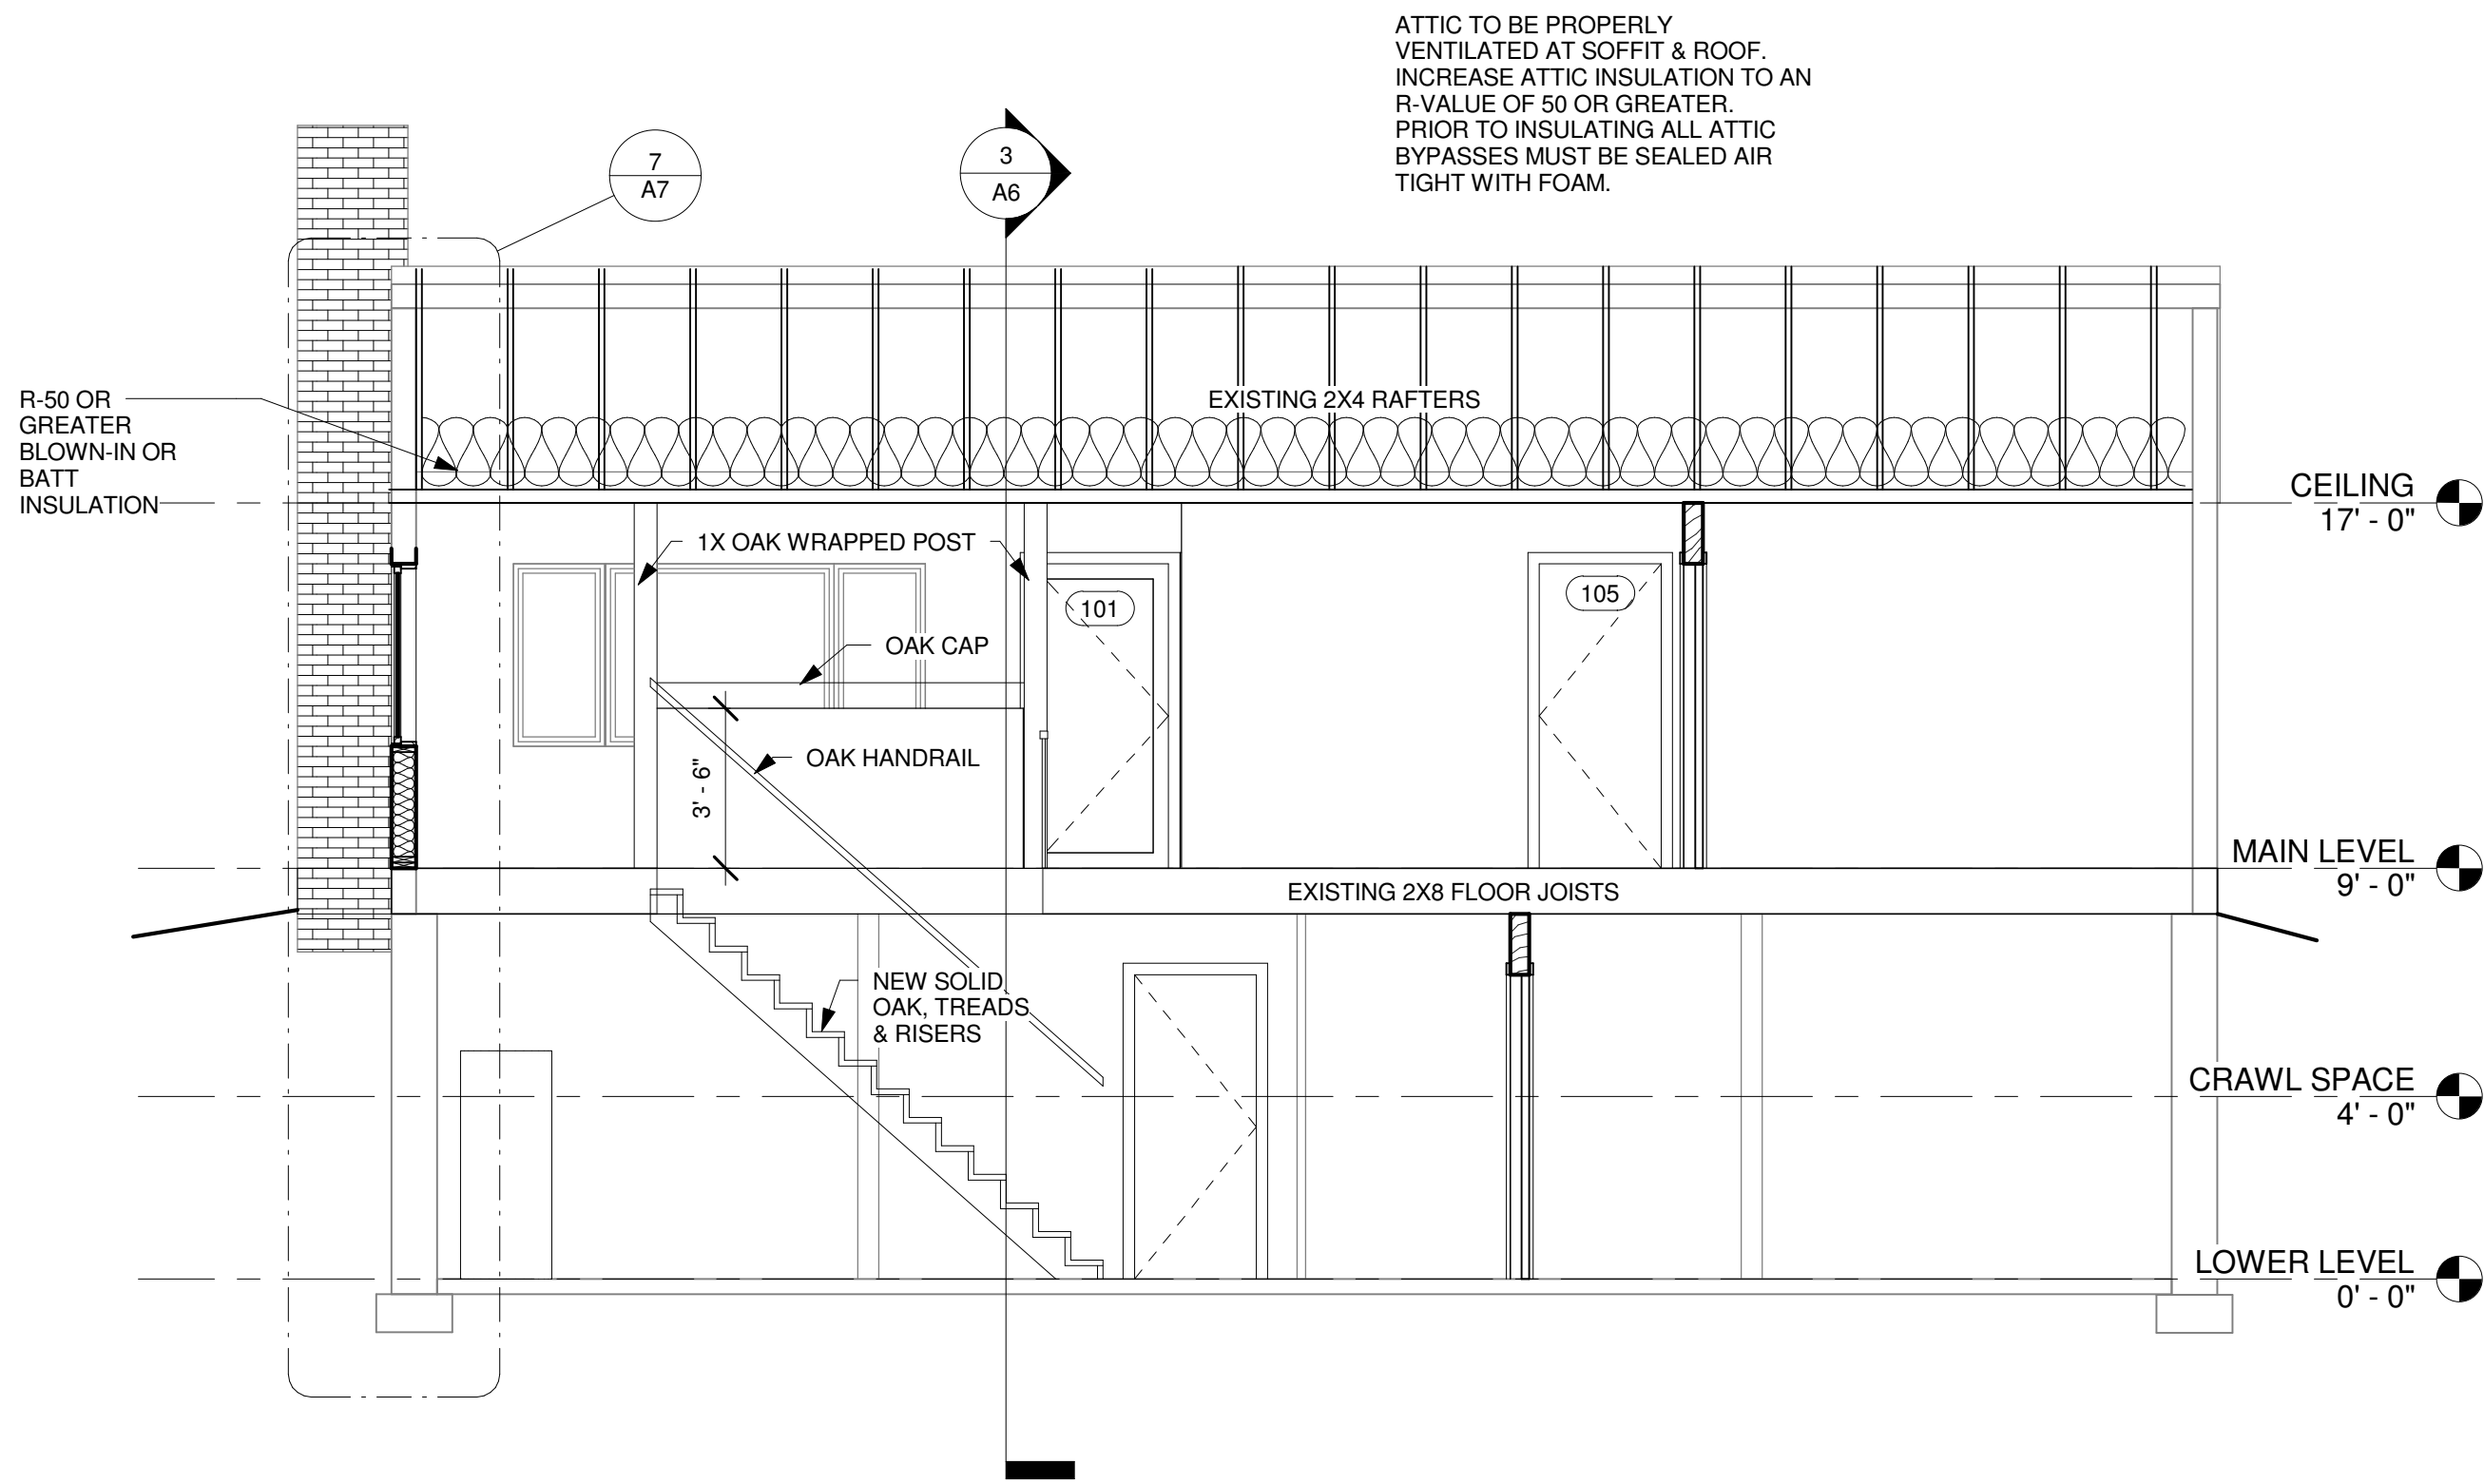 ATTIC TO BE PROPERLY
VENTILATED AT SOFFIT & ROOF.
INCREASE ATTIC INSULATION TO AN
R-VALUE OF 50 OR GREATER.
PRIOR TO INSULATING ALL ATTIC
BYPASSES MUST BE SEALED AIR
TIGHT WITH FOAM.
7
A7
3
A6
R-50 OR
GREATER
BLOWN-IN OR
BATT
INSULATION
EXISTING 2X4 RAFTERS
CEILING
17' - 0"
1X OAK WRAPPED POST
101
105
OAK CAP
OAK HANDRAIL
3' - 6"
MAIN LEVEL
9' - 0"
EXISTING 2X8 FLOOR JOISTS
NEW SOLID
OAK, TREADS
& RISERS
CRAWL SPACE
4' - 0"
LOWER LEVEL
0' - 0"